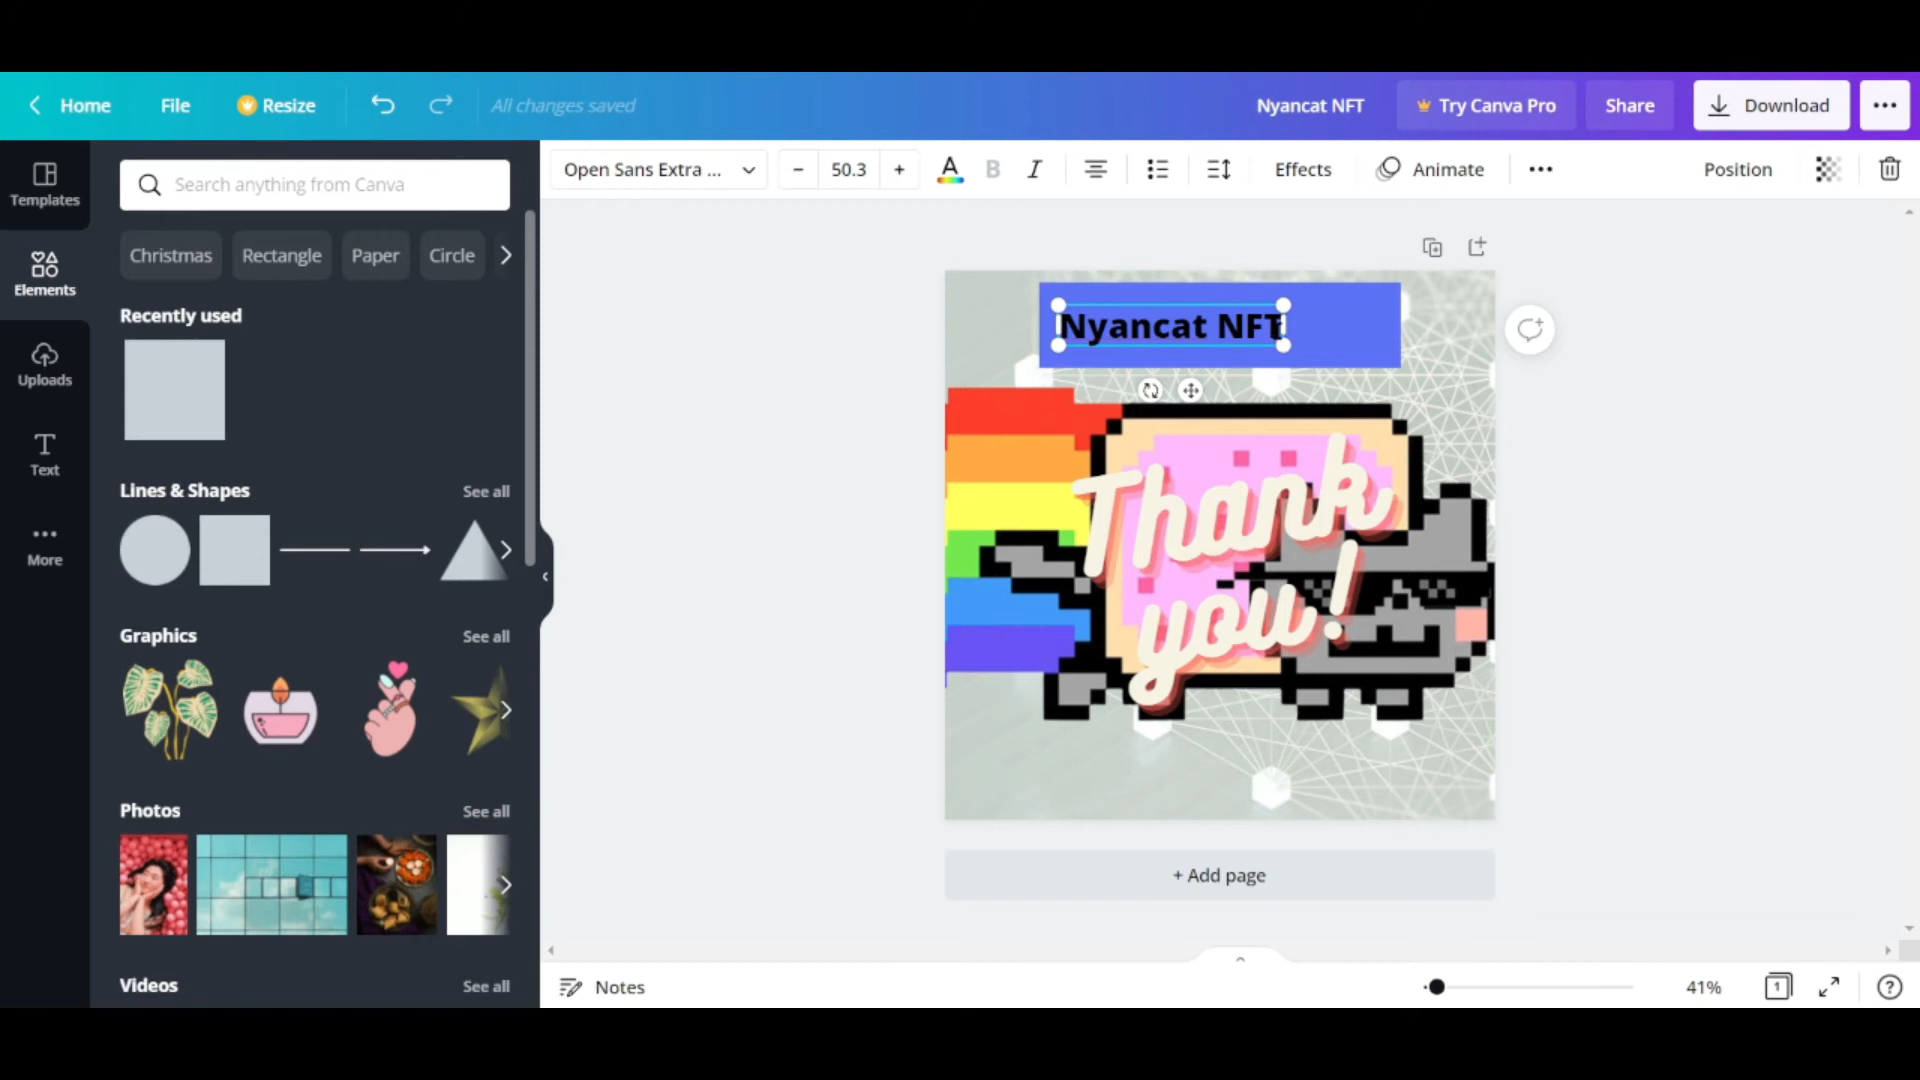 Home File Resize All changes saved Nyancat NFT Try Canva Pro Share Download
Templates
Elements
Uploads
Text
More
Search anything from Canva
Christmas Rectangle Paper Circle
Recently used
Lines & Shapes See all
Graphics See all
Photos See all
Videos See all
Open Sans Extra ... 50.3 A B I Effects Animate Position
Nyancat NFT
Thank
you!
+ Add page
Notes 41% 1 ?